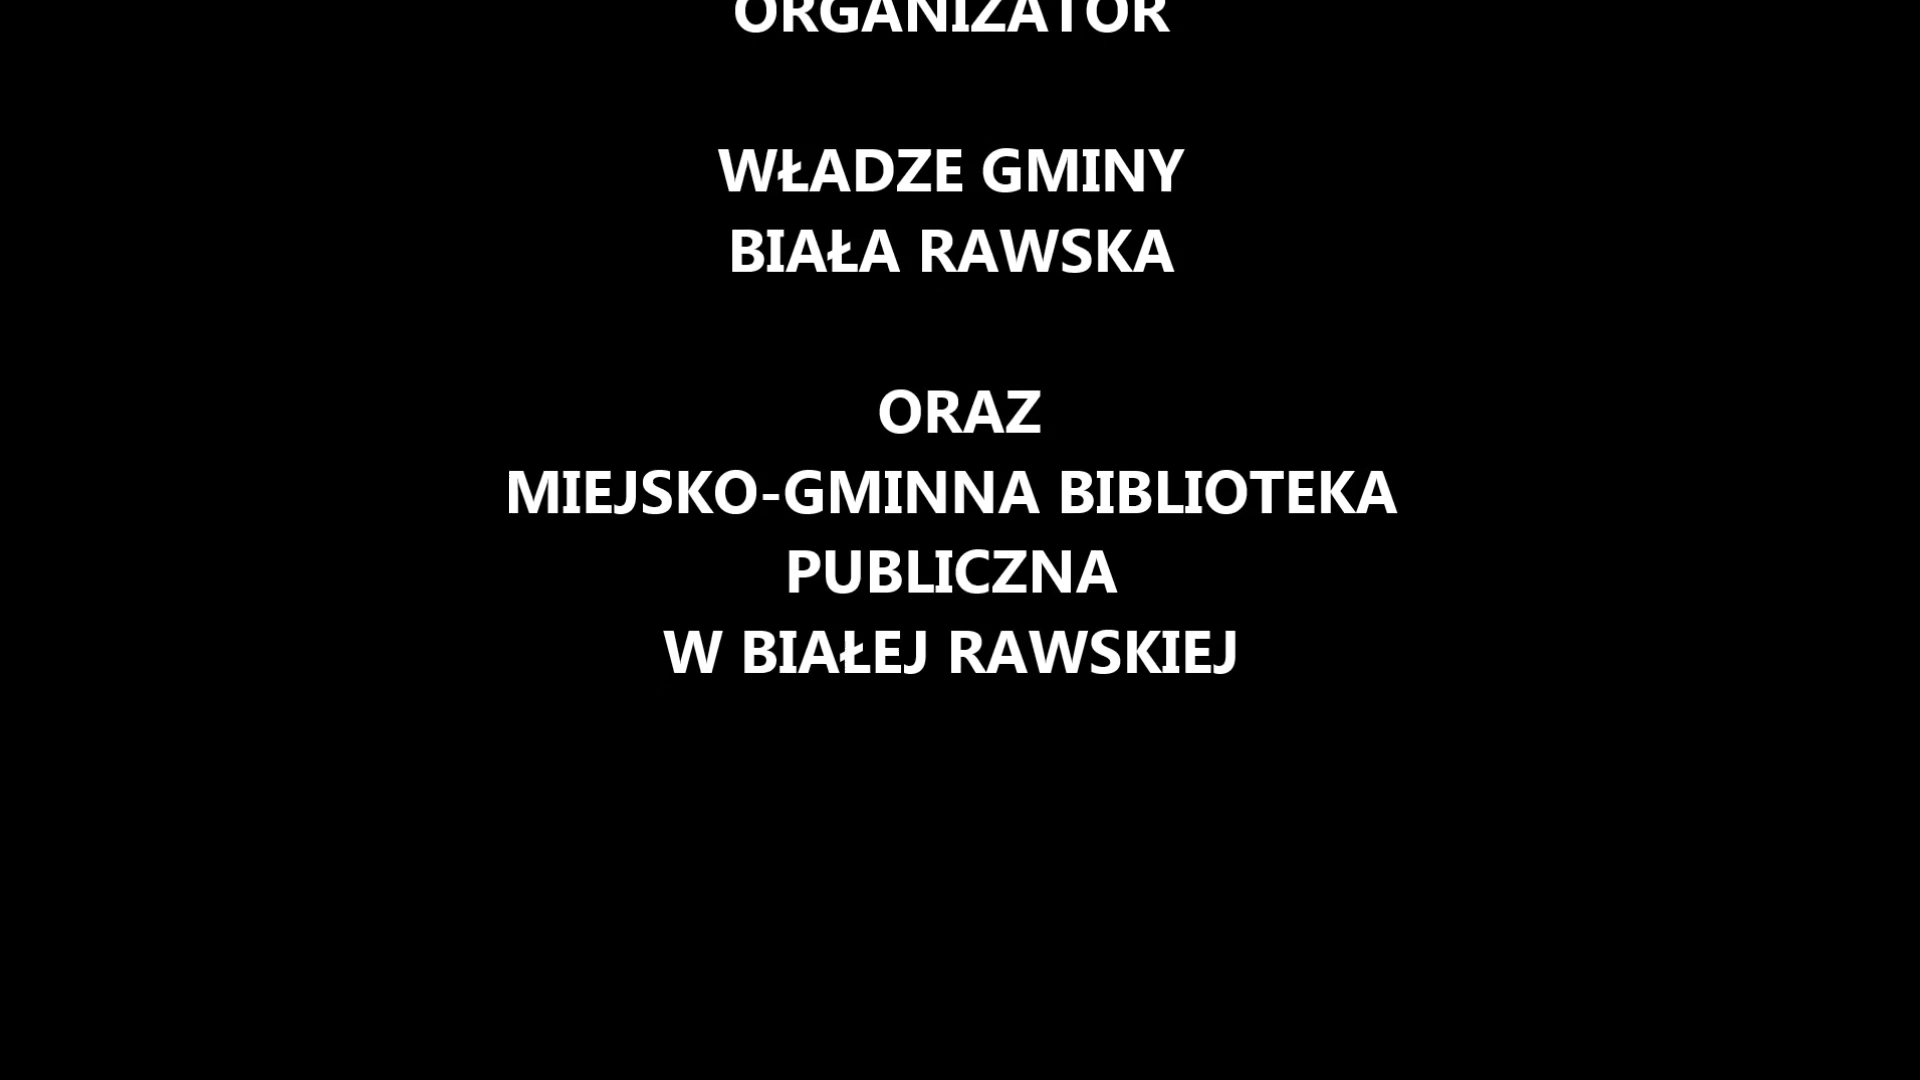 ORGANIZATOR
WŁADZE GMINY
BIAŁA RAWSKA
ORAZ
MIEJSKO-GMINNA BIBLIOTEKA
PUBLICZNA
W BIAŁEJ RAWSKIEJ